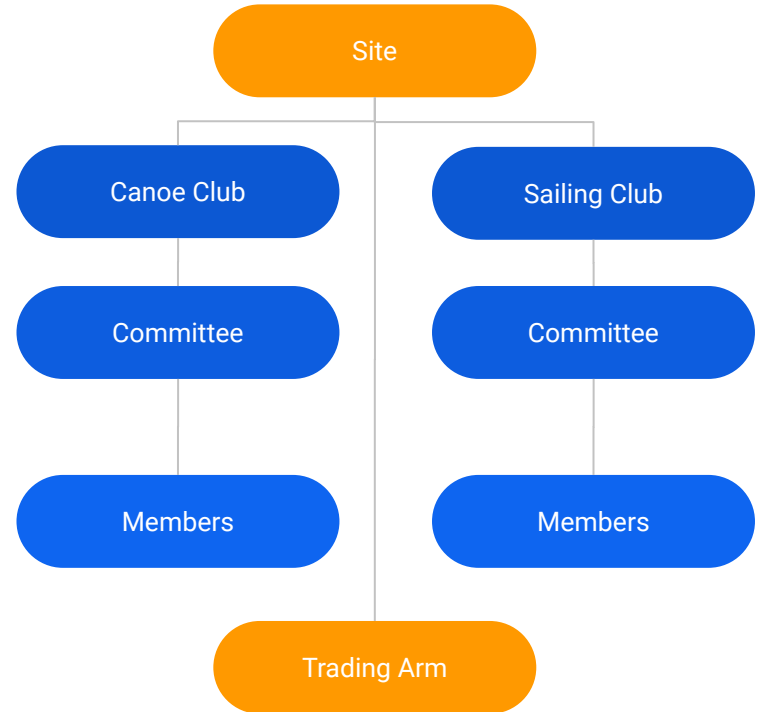 Site
Canoe Club
Sailing Club
Committee
Committee
Members
Members
Trading Arm